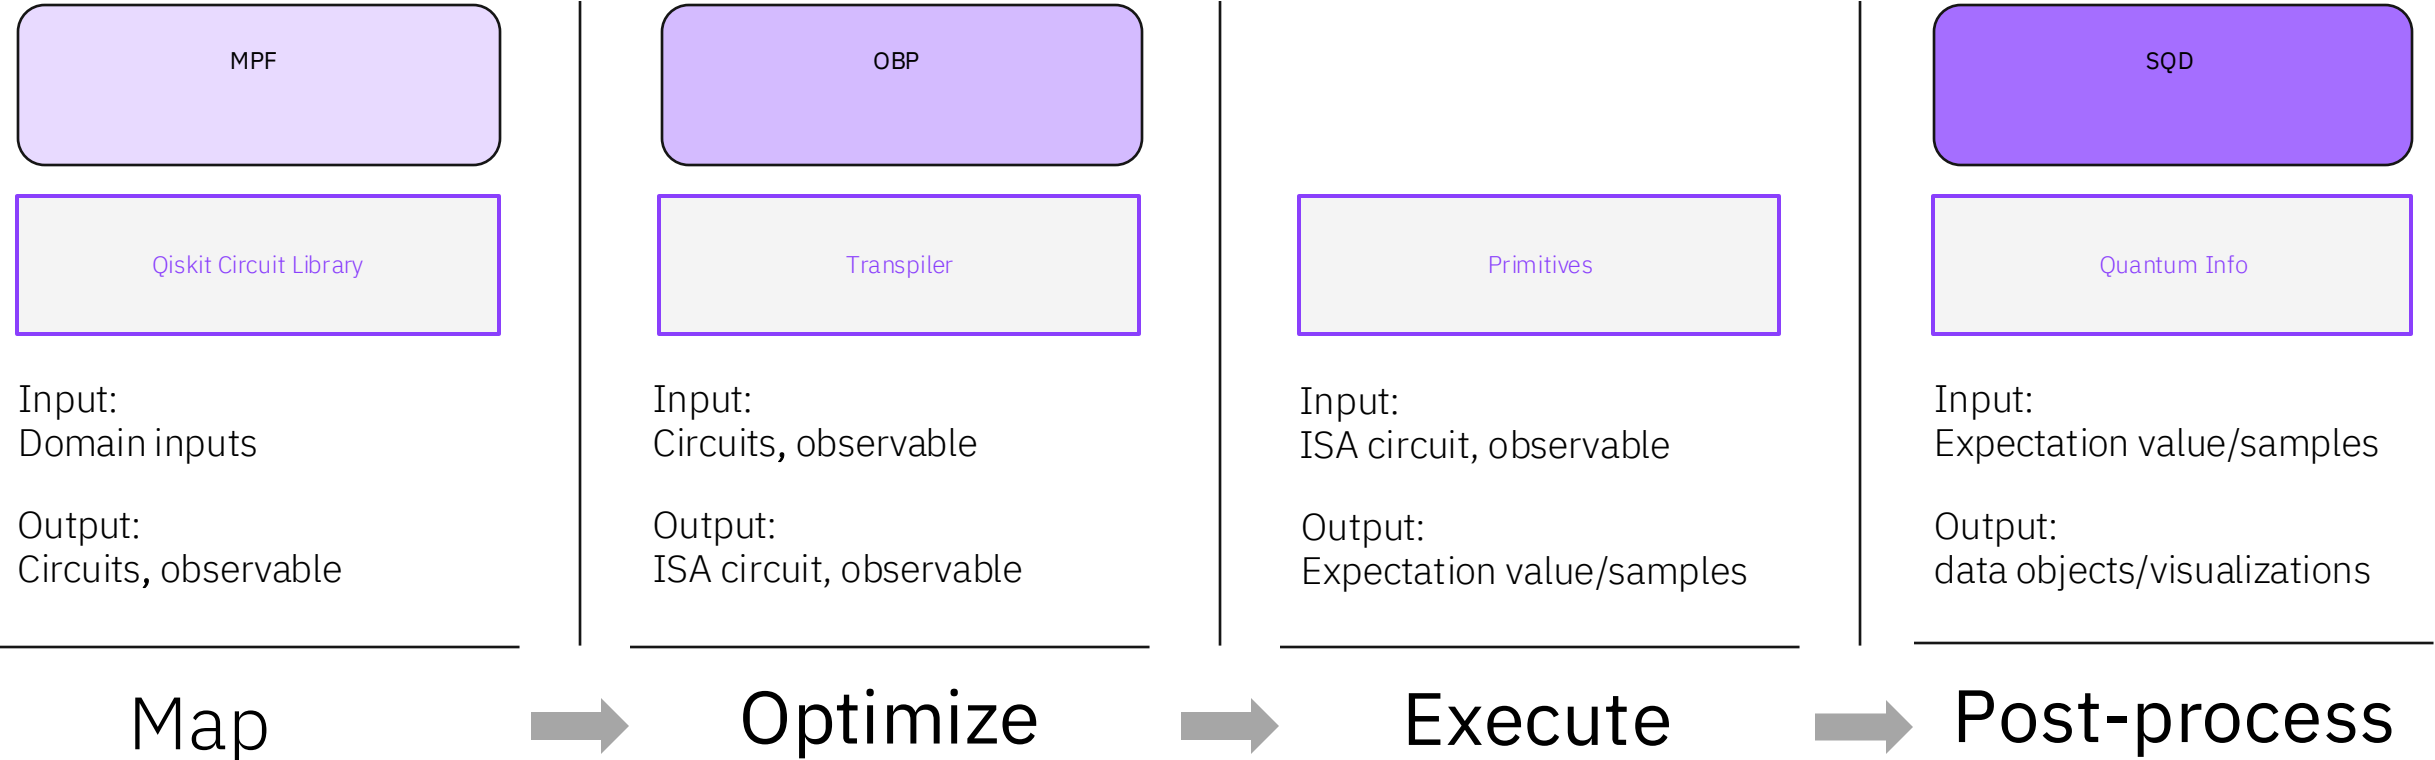 MPF
OBP
SQD
Qiskit Circuit Library
Transpiler
Primitives
Quantum Info
Input:
Domain inputs
Output:
Circuits, observable
Input:
Circuits, observable
Output:
ISA circuit, observable
Input:
ISA circuit, observable
Output:
Expectation value/samples
Input:
Expectation value/samples
Output:
data objects/visualizations
Map
Optimize
Execute
Post-process